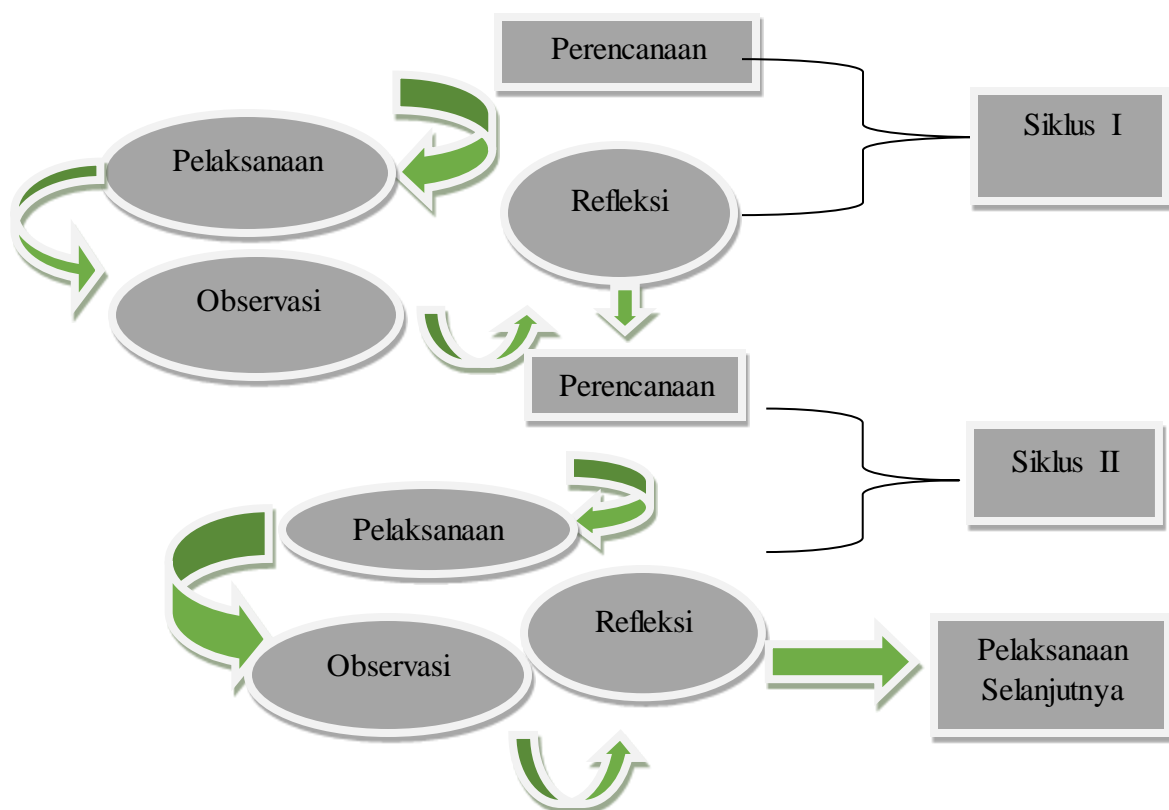 Perencanaan
Siklus I
Pelaksanaan
Refleksi
Observasi
Perencanaan
Siklus II
Pelaksanaan
Refleksi
Observasi
Pelaksanaan
Selanjutnya